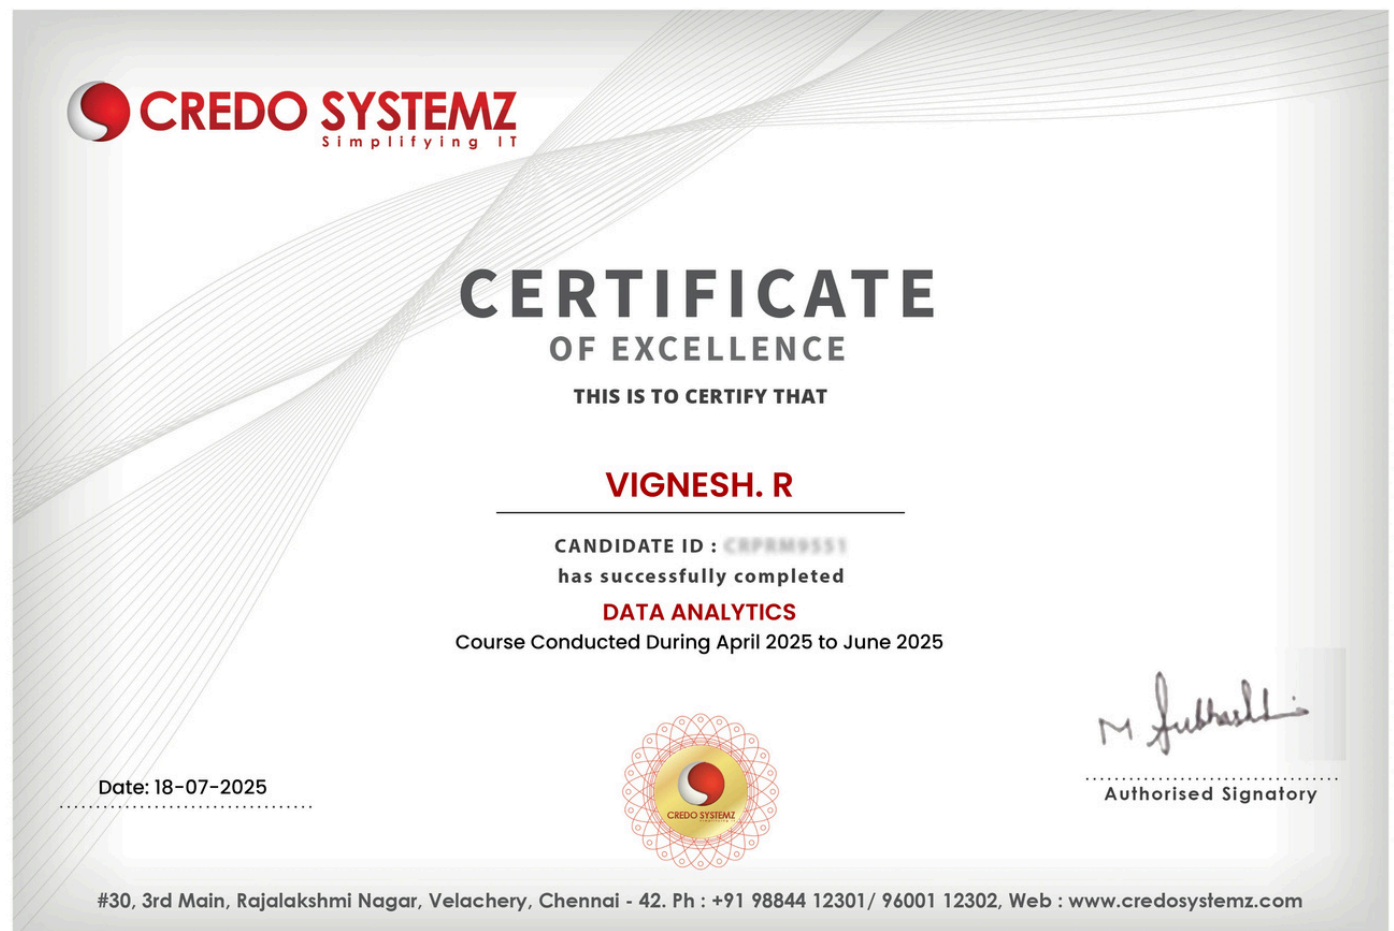 CREDO SYSTEMZ
Simplifying IT
CERTIFICATE
OF EXCELLENCE
THIS IS TO CERTIFY THAT
VIGNESH. R
CANDIDATE ID :
has successfully completed
DATA ANALYTICS
Course Conducted During April 2025 to June 2025
Date: 18-07-2025
CREDO SYSTEMZ
Authorised Signatory
#30, 3rd Main, Rajalakshmi Nagar, Velachery, Chennai - 42. Ph : +91 98844 12301/ 96001 12302, Web : www.credosystemz.com